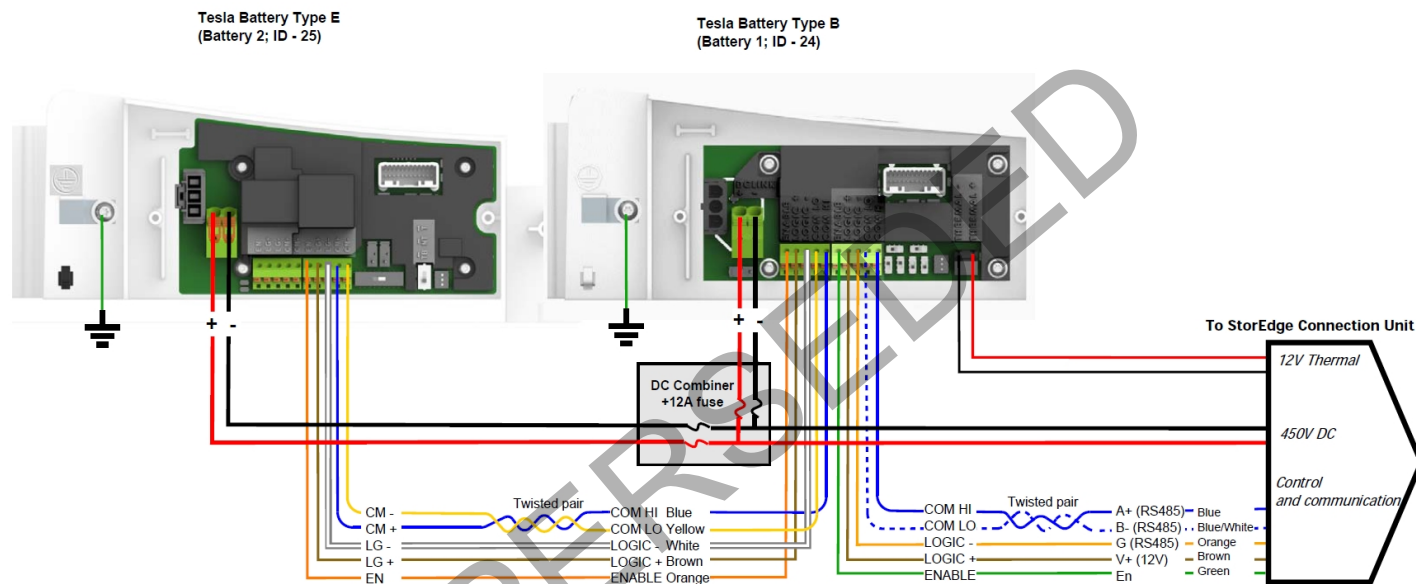 Tesla Battery Type E
(Battery 2; ID - 25)
Tesla Battery Type B
(Battery 1; ID - 24)
SUPERSEDED
DCLINK
+ -
+ -
To StorEdge Connection Unit
12V Thermal
DC Combiner
+12A fuse
450V DC
Control
and communication
CM - Twisted pair COM HI Blue
CM + COM LO Yellow
LG - LOGIC - White
LG + LOGIC + Brown
EN ENABLE Orange
COM HI Twisted pair A+ (RS485) Blue
COM LO B- (RS485) Blue/White
LOGIC - G (RS485) Orange
LOGIC + V+ (12V) Brown
ENABLE En Green